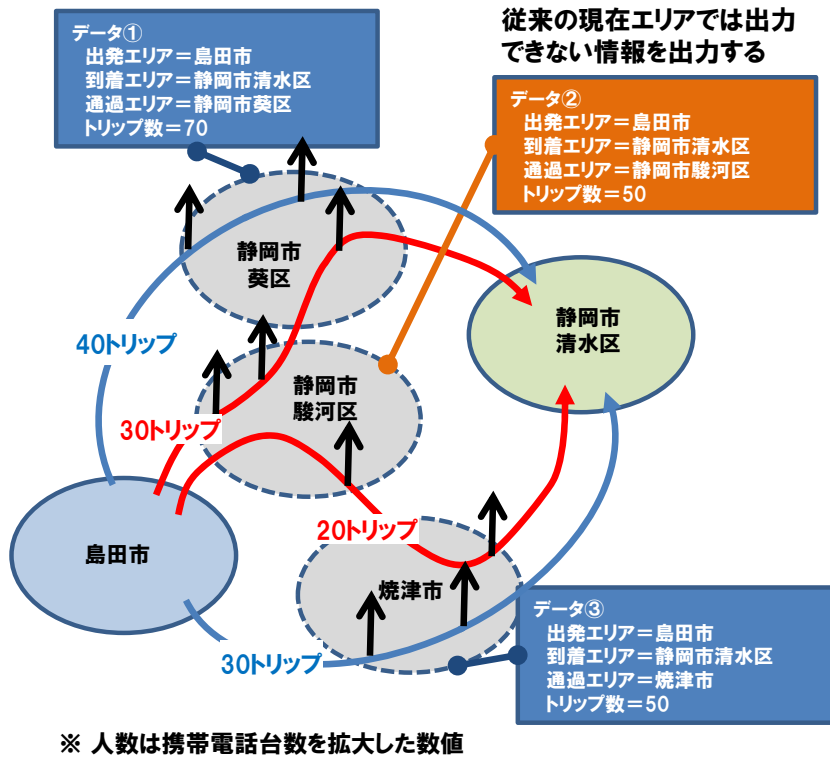 従来の現在エリアでは出力
できない情報を出力する
データ①
出発エリア＝島田市
到着エリア＝静岡市清水区
通過エリア＝静岡市葵区
トリップ数＝70
データ②
出発エリア＝島田市
到着エリア＝静岡市清水区
通過エリア＝静岡市駿河区
トリップ数＝50
静岡市
葵区
静岡市
清水区
40トリップ
静岡市
駿河区
30トリップ
20トリップ
島田市
焼津市
30トリップ
データ③
出発エリア＝島田市
到着エリア＝静岡市清水区
通過エリア＝焼津市
トリップ数＝50
※ 人数は携帯電話台数を拡大した数値